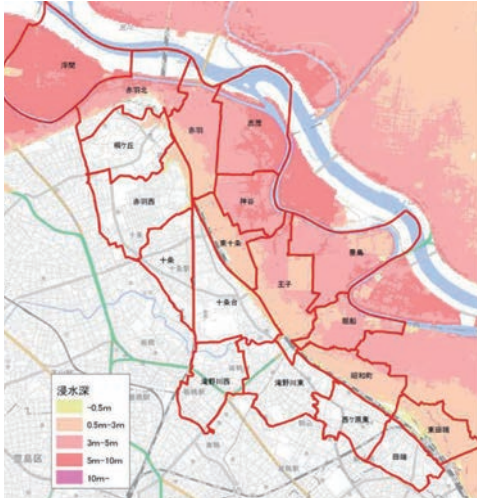 浮間
赤羽北
赤羽
志茂
桐ケ丘
神谷
赤羽西
東十条
豊島
十条
王子
十条台
堀船
滝野川西
滝野川東
昭和町
西ケ原東
東田端
田端
豊島区
浸水深
-0.5m
0.5m-3m
3m-5m
5m-10m
10m-